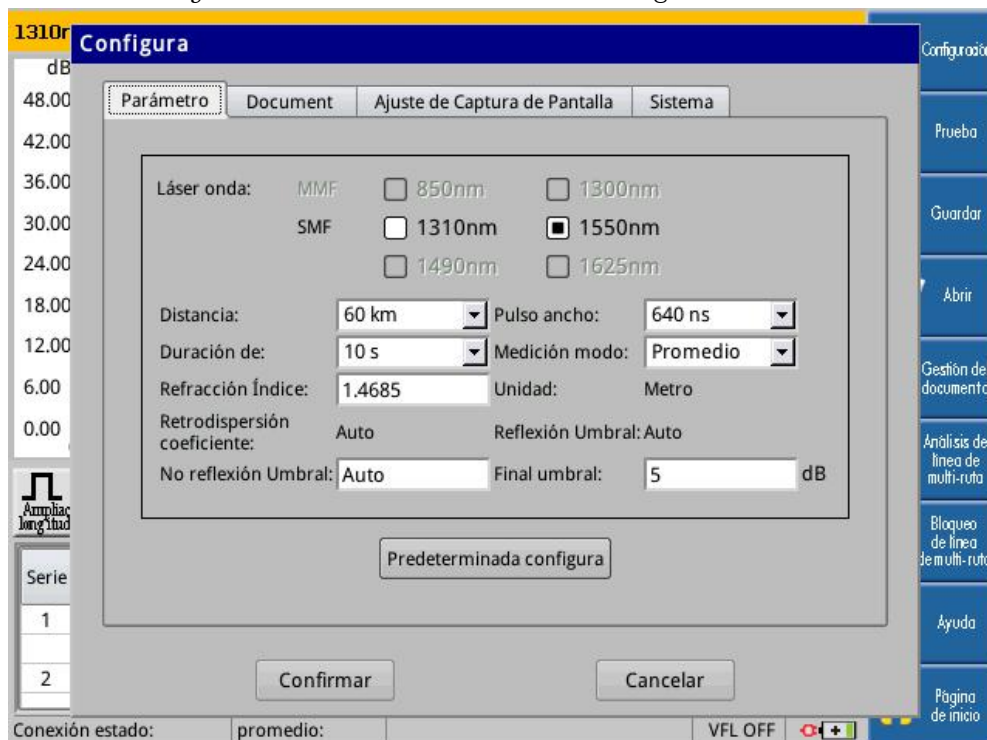 1310n
Configura
Parámetro
Document
Ajuste de Captura de Pantalla
Sistema
Láser onda:
MMF
850nm
1300nm
SMF
1310nm
1550nm
1490nm
1625nm
Distancia:
60 km
Pulso ancho:
640 ns
Duración de:
10 s
Medición modo:
Promedio
Refracción Índice:
1.4685
Unidad:
Metro
Retrodispersión
coeficiente:
Auto
Reflexión Umbral:
Auto
No reflexión Umbral:
Auto
Final umbral:
5
dB
Predeterminada configura
Confirmar
Cancelar
dB
48.00
42.00
36.00
30.00
24.00
18.00
12.00
6.00
0.00
Ampliac
longitud
Serie
1
2
Conexión estado:
promedio:
VFL OFF
Configuración
Prueba
Guardar
Abrir
Gestión de
documento
Análisis de
línea de
multi-ruta
Bloqueo
de línea
de multi-ruta
Ayuda
Página
de inicio